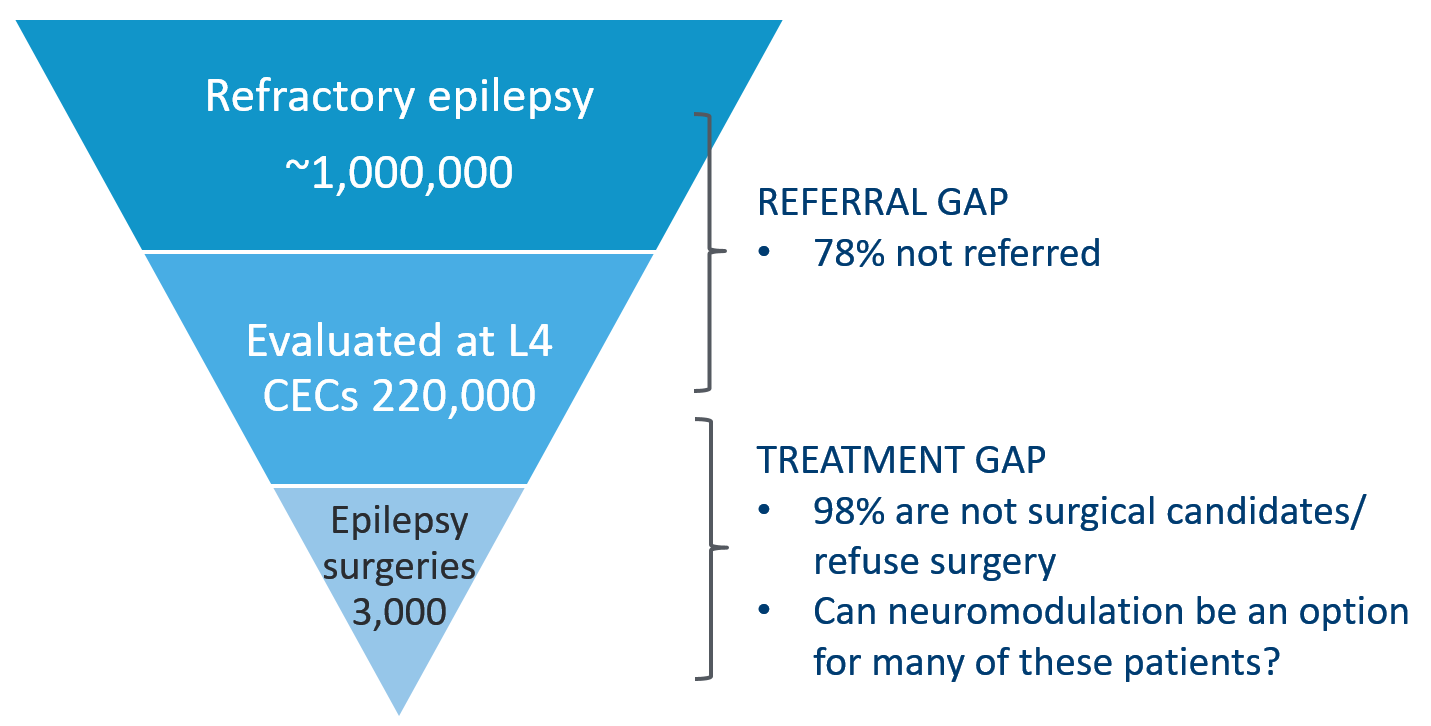 Refractory epilepsy
~1,000,000
Evaluated at L4
CECs 220,000
Epilepsy
surgeries
3,000
REFERRAL GAP
• 78% not referred
TREATMENT GAP
• 98% are not surgical candidates/
refuse surgery
• Can neuromodulation be an option
for many of these patients?